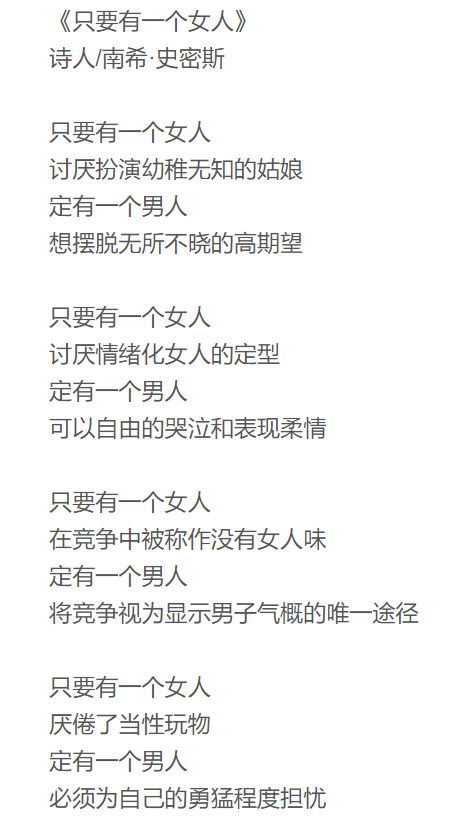 《只要有一个女人》
诗人/南希·史密斯
只要有一个女人
讨厌扮演幼稚无知的姑娘
定有一个男人
想摆脱无所不晓的高期望
只要有一个女人
讨厌情绪化女人的定型
定有一个男人
可以自由的哭泣和表现柔情
只要有一个女人
在竞争中被称作没有女人味
定有一个男人
将竞争视为显示男子气概的唯一途径
只要有一个女人
厌倦了当性玩物
定有一个男人
必须为自己的勇猛程度担忧